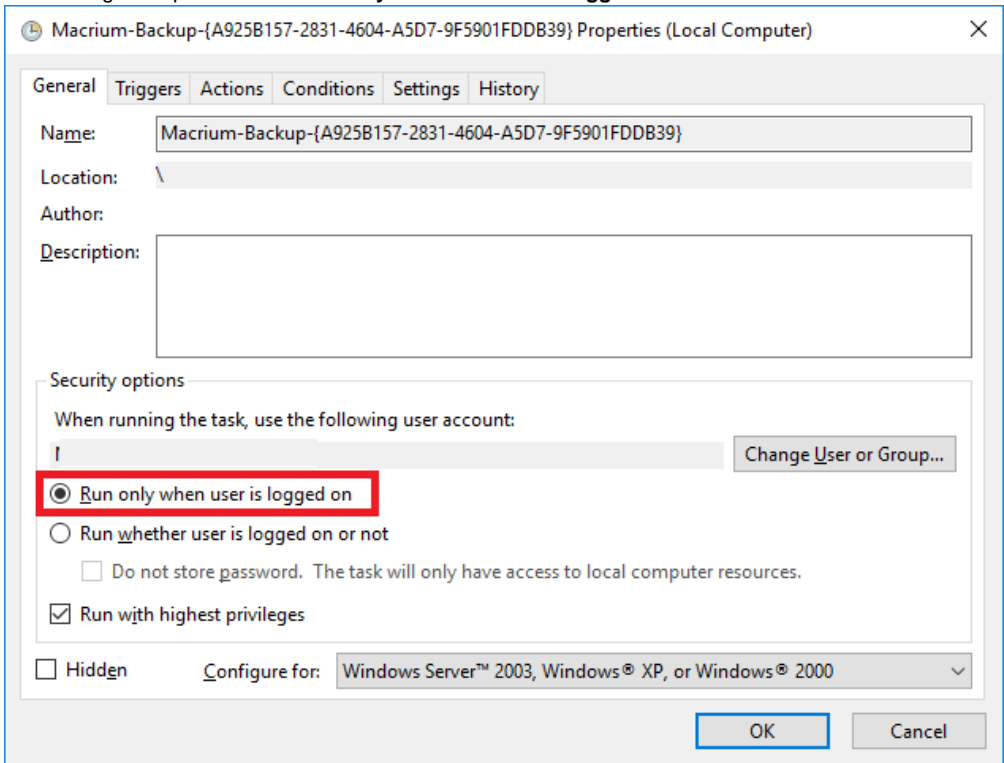 Macrium-Backup-{A925B157-2831-4604-A5D7-9F5901FDDB39} Properties (Local Computer)
General Triggers Actions Conditions Settings History
Name: Macrium-Backup-{A925B157-2831-4604-A5D7-9F5901FDDB39}
Location: \
Author:
Description:
Security options
When running the task, use the following user account:
Change User or Group...
Run only when user is logged on
Run whether user is logged on or not
Do not store password. The task will only have access to local computer resources.
Run with highest privileges
Hidden Configure for: Windows Server™ 2003, Windows® XP, or Windows® 2000
OK Cancel